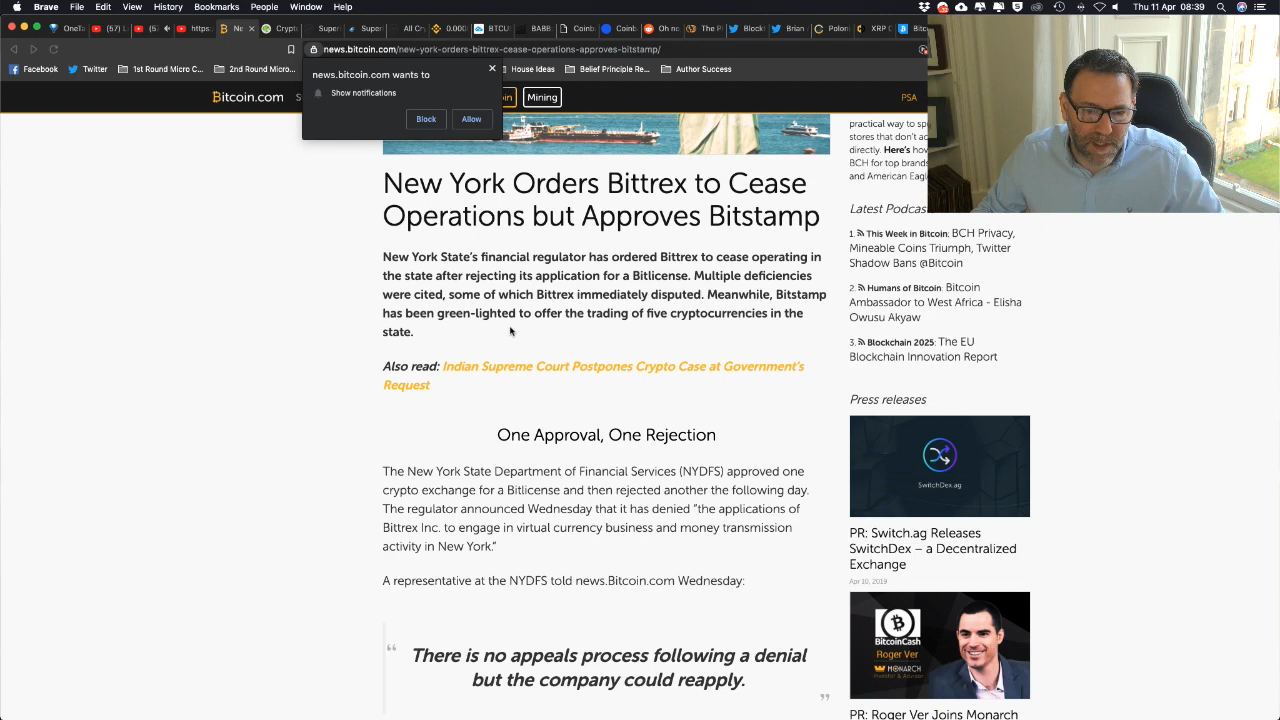 Brave File Edit View History Bookmarks People Window Help
5 Thu 11 Apr 08:39
OneTa (57) L (5) https: Ne Crypto Super Super All Cr 0.000 BTCU BABB Coinb Coinb Oh no The P Block Brian Polon XRP Bitc
news.bitcoin.com/new-york-orders-bittrex-cease-operations-approves-bitstamp/
Facebook Twitter 1st Round Micro C... 2nd Round Micro... House Ideas Belief Principle Re... Author Success
news.bitcoin.com wants to
Show notifications
Block Allow
Bitcoin.com S Mining PSA
practical way to sp
stores that don't ac
directly. Here's how
BCH for top brands
and American Eagl
New York Orders Bittrex to Cease
Operations but Approves Bitstamp
New York State's financial regulator has ordered Bittrex to cease operating in
the state after rejecting its application for a Bitlicense. Multiple deficiencies
were cited, some of which Bittrex immediately disputed. Meanwhile, Bitstamp
has been green-lighted to offer the trading of five cryptocurrencies in the
state.
Also read: Indian Supreme Court Postpones Crypto Case at Government's
Request
One Approval, One Rejection
The New York State Department of Financial Services (NYDFS) approved one
crypto exchange for a Bitlicense and then rejected another the following day.
The regulator announced Wednesday that it has denied "the applications of
Bittrex Inc. to engage in virtual currency business and money transmission
activity in New York."
A representative at the NYDFS told news.Bitcoin.com Wednesday:
There is no appeals process following a denial
but the company could reapply.
Latest Podcas
1. This Week in Bitcoin: BCH Privacy,
Mineable Coins Triumph, Twitter
Shadow Bans @Bitcoin
2. Humans of Bitcoin: Bitcoin
Ambassador to West Africa - Elisha
Owusu Akyaw
3. Blockchain 2025: The EU
Blockchain Innovation Report
Press releases
SwitchDex.ag
PR: Switch.ag Releases
SwitchDex – a Decentralized
Exchange
Apr 10, 2019
BitcoinCash
Roger Ver
MONARCH
Investor & Advisor
PR: Roger Ver Joins Monarch